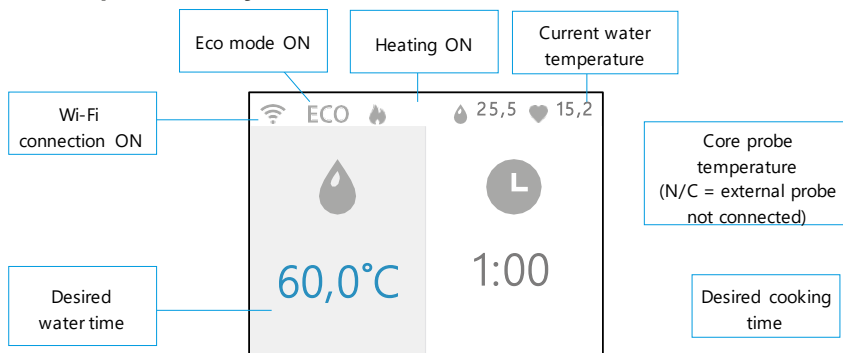 Eco mode ON
Heating ON
Current water
temperature
Wi-Fi
connection ON
ECO
25,5
15,2
Core probe
temperature
(N/C = external probe
not connected)
60,0°C
1:00
Desired
water time
Desired cooking
time